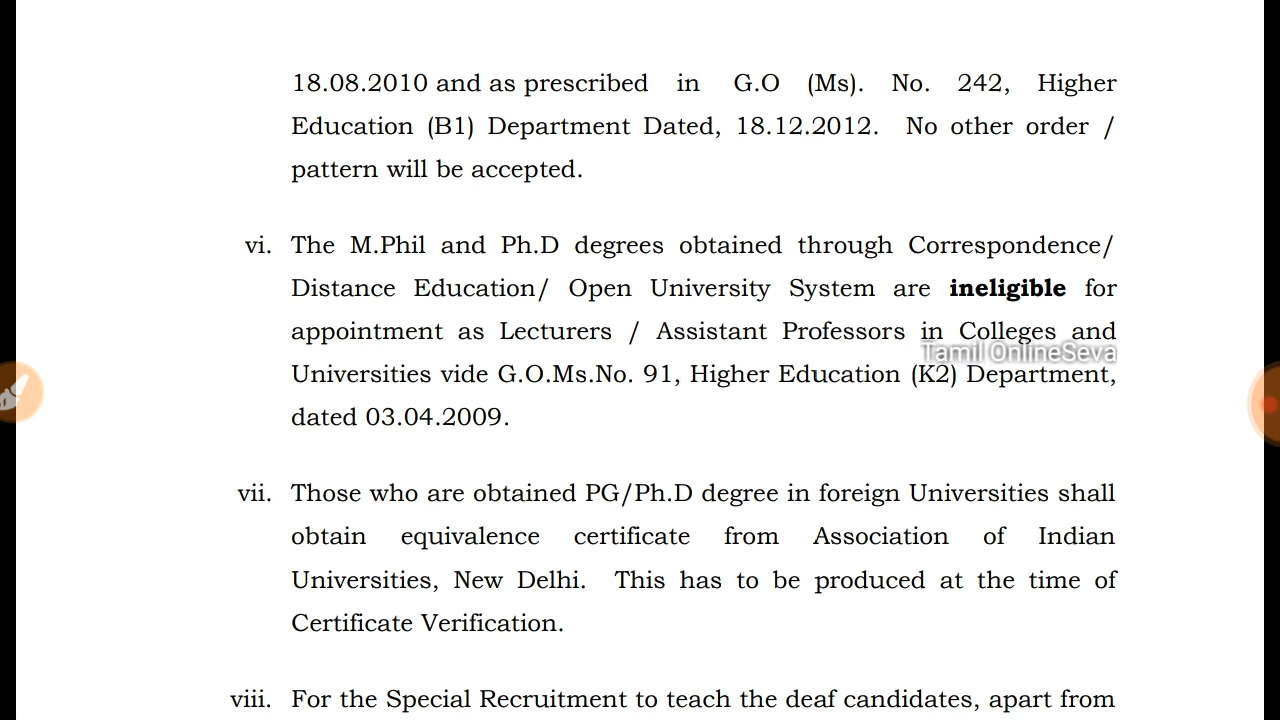 18.08.2010 and as prescribed in G.O (Ms). No. 242, Higher
Education (B1) Department Dated, 18.12.2012. No other order /
pattern will be accepted.
vi. The M.Phil and Ph.D degrees obtained through Correspondence/
Distance Education/ Open University System are ineligible for
appointment as Lecturers / Assistant Professors in Colleges and
Tamil OnlineSeva
Universities vide G.O.Ms.No. 91, Higher Education (K2) Department,
dated 03.04.2009.
vii. Those who are obtained PG/Ph.D degree in foreign Universities shall
obtain equivalence certificate from Association of Indian
Universities, New Delhi. This has to be produced at the time of
Certificate Verification.
viii. For the Special Recruitment to teach the deaf candidates, apart from